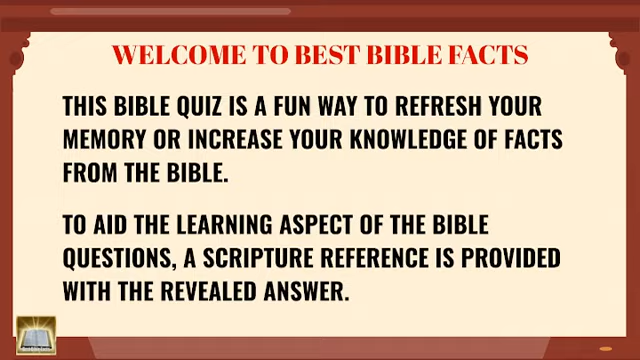 WELCOME TO BEST BIBLE FACTS
THIS BIBLE QUIZ IS A FUN WAY TO REFRESH YOUR
MEMORY OR INCREASE YOUR KNOWLEDGE OF FACTS
FROM THE BIBLE.
TO AID THE LEARNING ASPECT OF THE BIBLE
QUESTIONS, A SCRIPTURE REFERENCE IS PROVIDED
WITH THE REVEALED ANSWER.